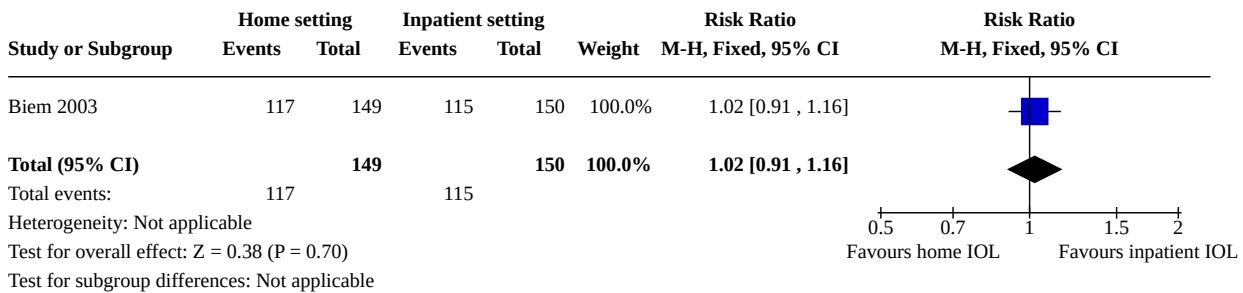 Home setting Inpatient setting Risk Ratio Risk Ratio
Study or Subgroup Events Total Events Total Weight M-H, Fixed, 95% CI M-H, Fixed, 95% CI
Biem 2003 117 149 115 150 100.0% 1.02 [0.91 , 1.16]
Total (95% CI) 149 150 100.0% 1.02 [0.91 , 1.16]
Total events: 117 115
Heterogeneity: Not applicable
0.5 0.7 1 1.5 2
Test for overall effect: Z = 0.38 (P = 0.70)
Favours home IOL Favours inpatient IOL
Test for subgroup differences: Not applicable